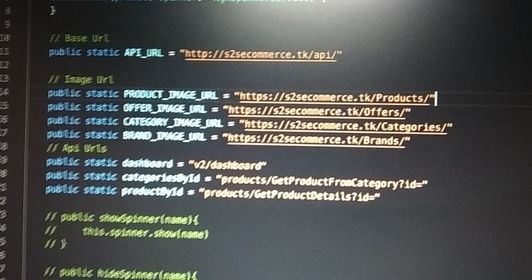 }
// Base Url
public static API_URL = "http://s2secommerce.tk/api/"
// Image Url
public static PRODUCT_IMAGE_URL = "https://s2secommerce.tk/Products/"
public static OFFER_IMAGE_URL = "https://s2secommerce.tk/Offers/"
public static CATEGORY_IMAGE_URL = "https://s2secommerce.tk/Categories/"
public static BRAND_IMAGE_URL = "https://s2secommerce.tk/Brands/"
// Api Urls
public static dashboard = "v2/dashboard"
public static categoriesById = "products/GetProductFromCategory?id="
public static productById = "products/GetProductDetails?id="
// public showSpinner(name){
// this.spinner.show(name)
// }
// public hideSpinner(name){